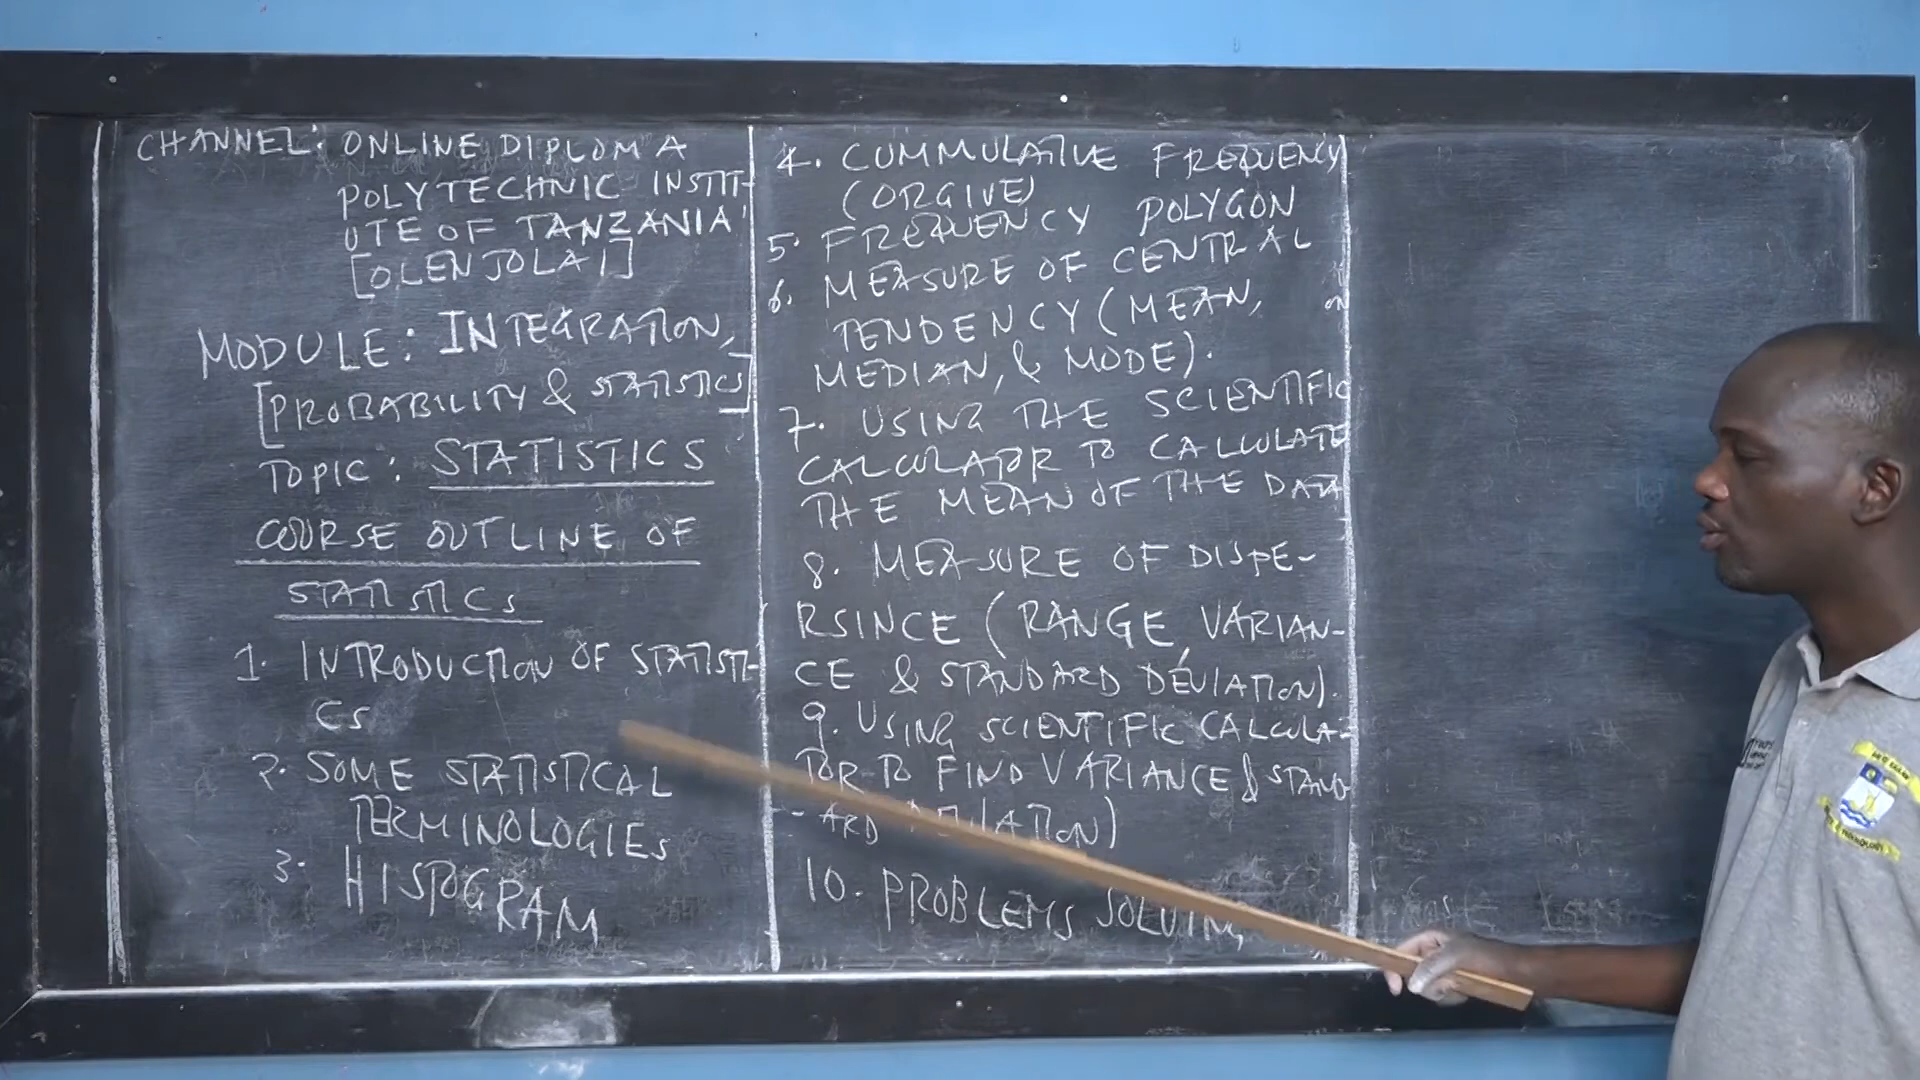 CHANNEL: ONLINE DIPLOMA
POLYTECHNIC INSTIT-
UTE OF TANZANIA
[OLENJOLAI]
MODULE: INTEGRATION,
[PROBABILITY & STATISTICS]
TOPIC: STATISTICS
COURSE OUTLINE OF
STATISTICS
1. INTRODUCTION OF STATISTI-
Cs
2. SOME STATISTICAL
TERMINOLOGIES
3. HISTOGRAM
4. CUMMULATIVE FREQUENCY
(ORGIVE)
5. FREQUENCY POLYGON
6. MEASURE OF CENTRAL
TENDENCY (MEAN,
MEDIAN, & MODE).
7. USING THE SCIENTIFIC
CALCULATOR TO CALCULATE
THE MEAN OF THE DATA
8. MEASURE OF DISPE-
RSINCE (RANGE, VARIAN-
CE & STANDARD DEVIATION).
9. USING SCIENTIFIC CALCULA-
TOR TO FIND VARIANCE & STAND
- ARD DEVIATION)
10. PROBLEMS SOLVING